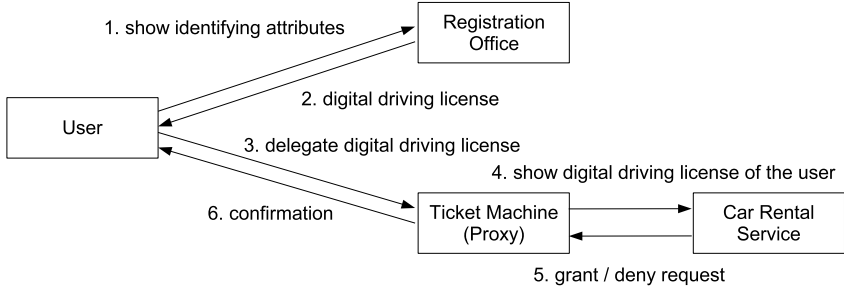 1. show identifying attributes
Registration
Office
2. digital driving license
User
3. delegate digital driving license
4. show digital driving license of the user
6. confirmation
Ticket Machine
(Proxy)
Car Rental
Service
5. grant / deny request